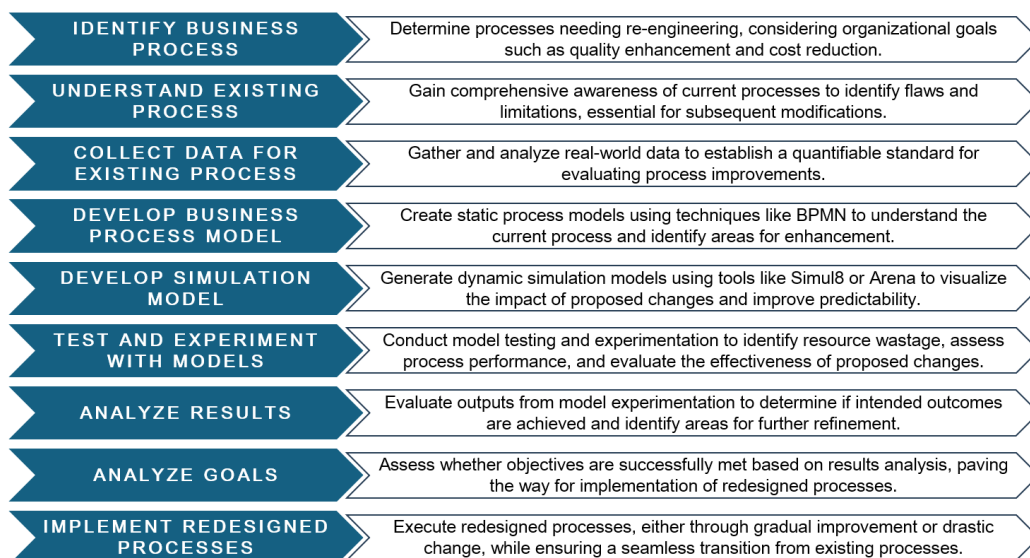 IDENTIFY BUSINESS
PROCESS
Determine processes needing re-engineering, considering organizational goals
such as quality enhancement and cost reduction.
UNDERSTAND EXISTING
PROCESS
Gain comprehensive awareness of current processes to identify flaws and
limitations, essential for subsequent modifications.
COLLECT DATA FOR
EXISTING PROCESS
Gather and analyze real-world data to establish a quantifiable standard for
evaluating process improvements.
DEVELOP BUSINESS
PROCESS MODEL
Create static process models using techniques like BPMN to understand the
current process and identify areas for enhancement.
DEVELOP SIMULATION
MODEL
Generate dynamic simulation models using tools like Simul8 or Arena to visualize
the impact of proposed changes and improve predictability.
TEST AND EXPERIMENT
WITH MODELS
Conduct model testing and experimentation to identify resource wastage, assess
process performance, and evaluate the effectiveness of proposed changes.
ANALYZE RESULTS
Evaluate outputs from model experimentation to determine if intended outcomes
are achieved and identify areas for further refinement.
ANALYZE GOALS
Assess whether objectives are successfully met based on results analysis, paving
the way for implementation of redesigned processes.
IMPLEMENT REDESIGNED
PROCESSES
Execute redesigned processes, either through gradual improvement or drastic
change, while ensuring a seamless transition from existing processes.